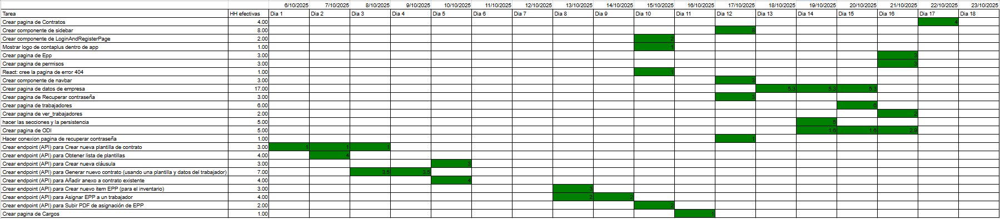 6/10/2025 7/10/2025 8/10/2025 9/10/2025 10/10/2025 11/10/2025 12/10/2025 13/10/2025 14/10/2025 15/10/2025 16/10/2025 17/10/2025 18/10/2025 19/10/2025 20/10/2025 21/10/2025 22/10/2025 23/10/2025
Tarea HH efectivas Dia 1 Dia 2 Dia 3 Dia 4 Dia 5 Dia 6 Dia 7 Dia 8 Dia 9 Dia 10 Dia 11 Dia 12 Dia 13 Dia 14 Dia 15 Dia 16 Dia 17 Dia 18
Crear pagina de Contratos 4.00 4
Crear componente de sidebar 8.00 8
Crear componente de LoginAndRegisterPage 2.00 2
Mostrar logo de contaplus dentro de app 1.00 1
Crear pagina de Epp 3.00 3
Crear pagina de permisos 3.00 3
React: cree la pagina de error 404 1.00 1
Crear componente de navbar 3.00 3
Crear pagina de datos de empresa 17.00 5.3 5.3 5.3
Crear pagina de Recuperar contraseña 3.00 3
Crear pagina de trabajadores 6.00 6
Crear pagina de ver_trabajadores 2.00 2
hacer las secciones y la persistencia 5.00 5
Crear pagina de ODI 5.00 1.6 1.6 2.9
Hacer conexion pagina de recuperar contraseña 1.00 1
Crear endpoint (API) para Crear nueva plantilla de contrato 3.00 1 1 1
Crear endpoint (API) para Obtener lista de plantillas 4.00 4
Crear endpoint (API) para Crear nueva cláusula 3.00 3
Crear endpoint (API) para Generar nuevo contrato (usando una plantilla y datos del trabajador) 7.00 3.5 3.5
Crear endpoint (API) para Añadir anexo a contrato existente 4.00 4
Crear endpoint (API) para Crear nuevo item EPP (para el inventario) 3.00 3
Crear endpoint (API) para Asignar EPP a un trabajador 4.00 2 2
Crear endpoint (API) para Subir PDF de asignación de EPP 2.00 2
Crear pagina de Cargos 1.00 1